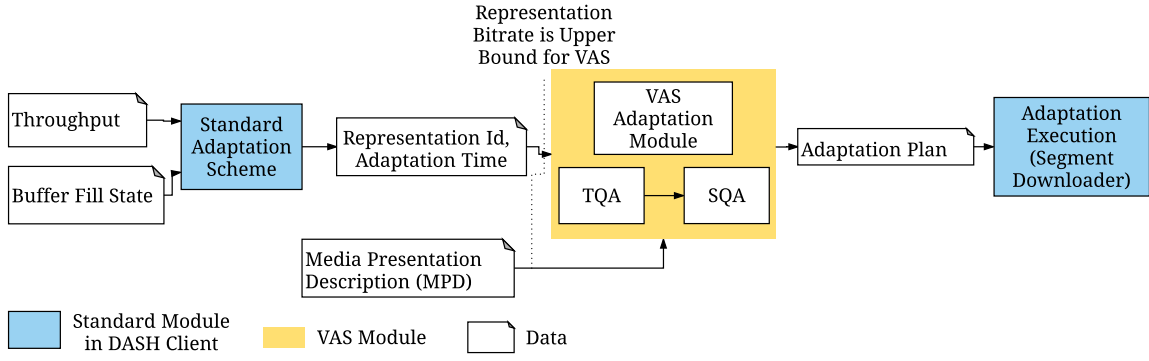 Representation
Bitrate is Upper
Bound for VAS
Throughput
Buffer Fill State
Standard
Adaptation
Scheme
Representation Id,
Adaptation Time
VAS
Adaptation
Module
TQA
SQA
Adaptation Plan
Adaptation
Execution
(Segment
Downloader)
Media Presentation
Description (MPD)
Standard Module
in DASH Client
VAS Module
Data